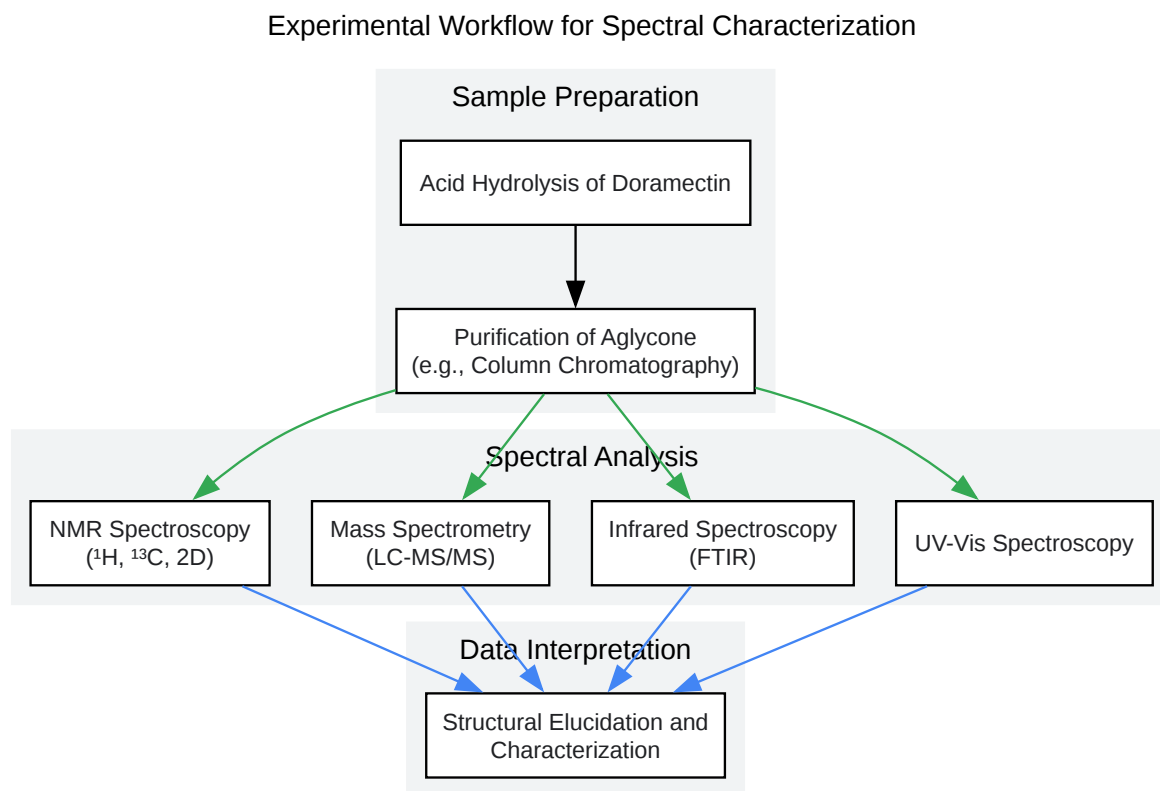 Experimental Workflow for Spectral Characterization
Sample Preparation
Acid Hydrolysis of Doramectin
Purification of Aglycone
(e.g., Column Chromatography)
Spectral Analysis
NMR Spectroscopy
(¹H, ¹³C, 2D)
Mass Spectrometry
(LC-MS/MS)
Infrared Spectroscopy
(FTIR)
UV-Vis Spectroscopy
Data Interpretation
Structural Elucidation and
Characterization